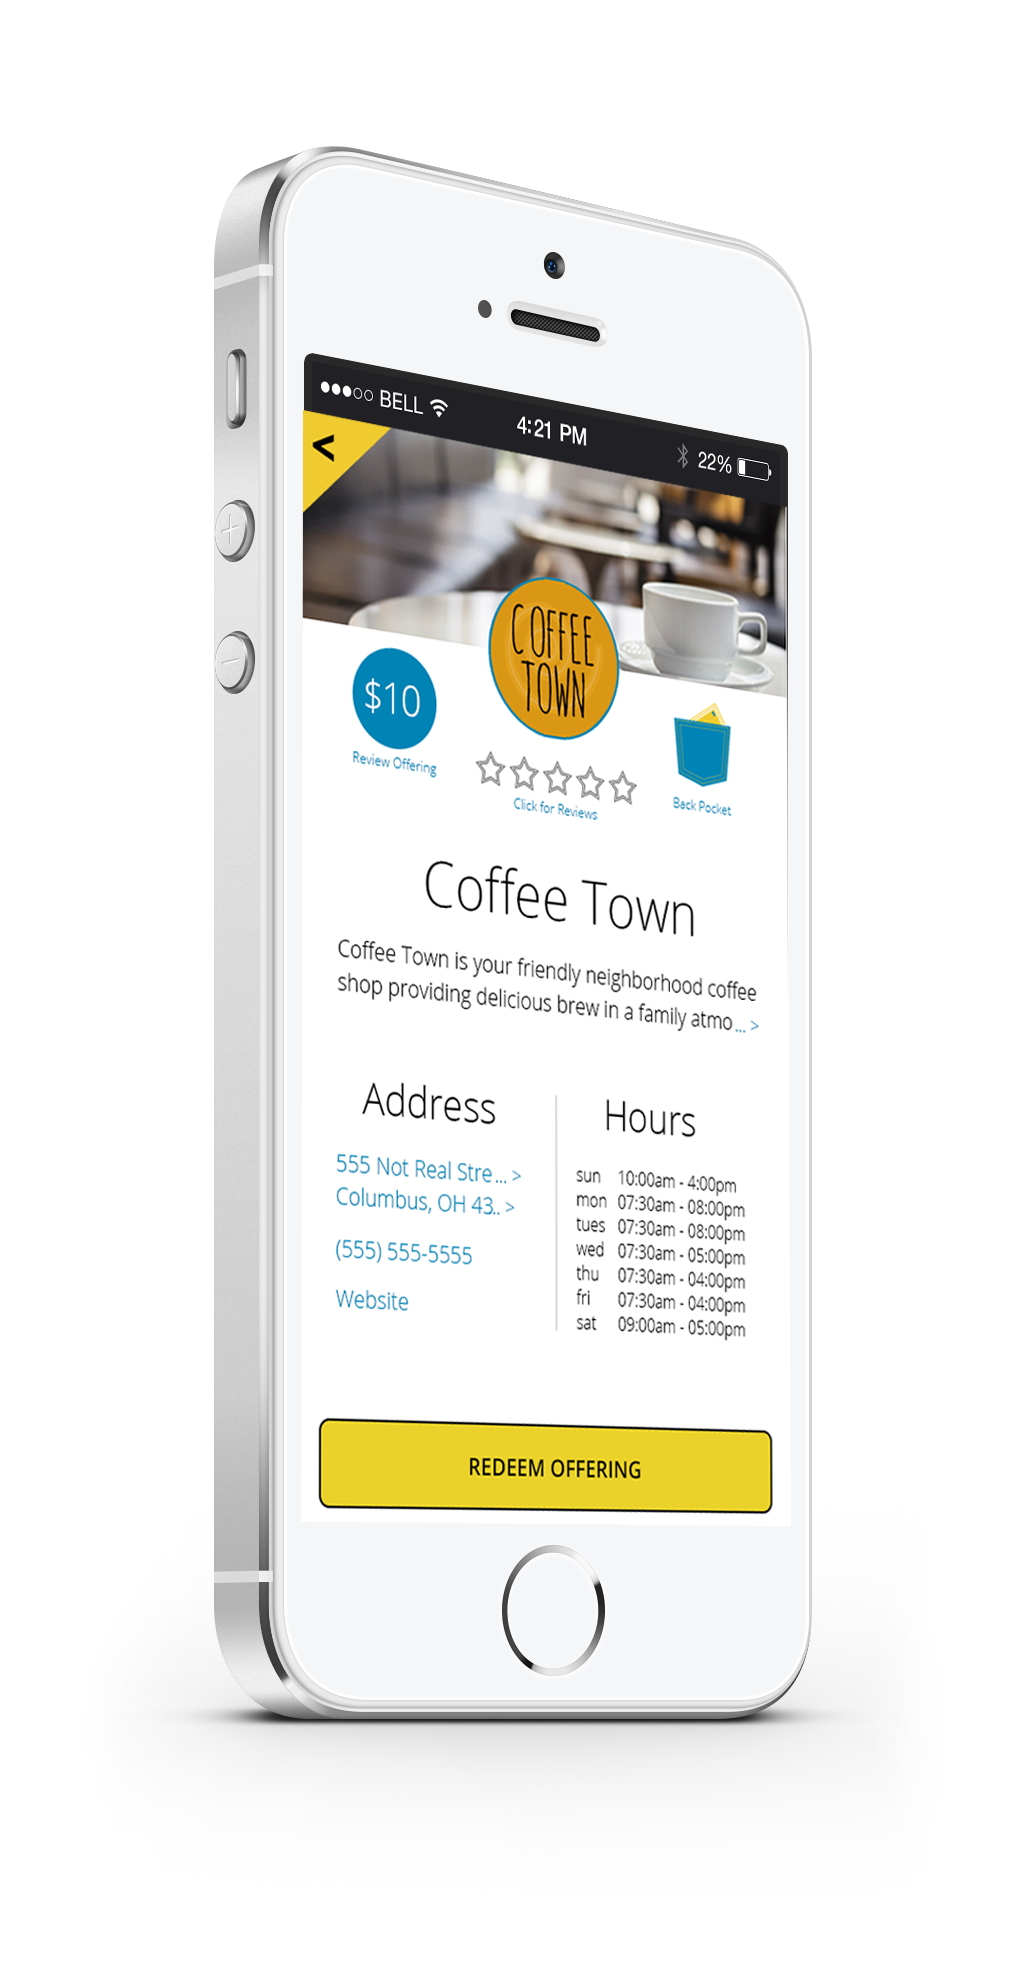 BELL 4:21 PM 22%
<
COFFEE
TOWN
$10
Review Offering
Click for Reviews
Back Pocket
Coffee Town
Coffee Town is your friendly neighborhood coffee
shop providing delicious brew in a family atmo... >
Address
555 Not Real Stre... >
Columbus, OH 43.. >
(555) 555-5555
Website
Hours
sun 10:00am - 4:00pm
mon 07:30am - 08:00pm
tues 07:30am - 08:00pm
wed 07:30am - 05:00pm
thu 07:30am - 04:00pm
fri 07:30am - 04:00pm
sat 09:00am - 05:00pm
REDEEM OFFERING